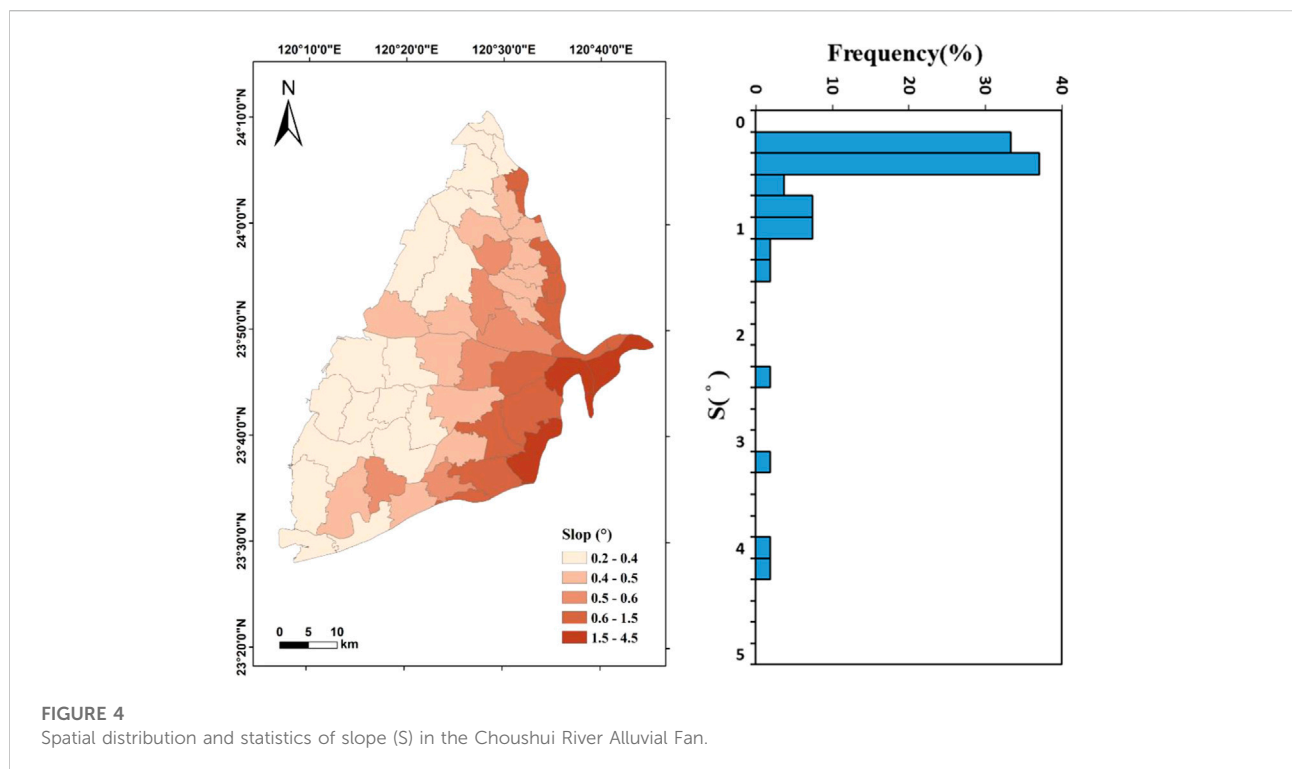 120°10'0"E 120°20'0"E 120°30'0"E 120°40'0"E
N
24°10'0"N
24°0'0"N
23°50'0"N
23°40'0"N
23°30'0"N
23°20'0"N
Slop (°)
0.2 - 0.4
0.4 - 0.5
0.5 - 0.6
0.6 - 1.5
1.5 - 4.5
0 5 10
km
Frequency(%)
0 10 20 30 40
0
1
2
3
4
5
S(°)
FIGURE 4
Spatial distribution and statistics of slope (S) in the Choushui River Alluvial Fan.